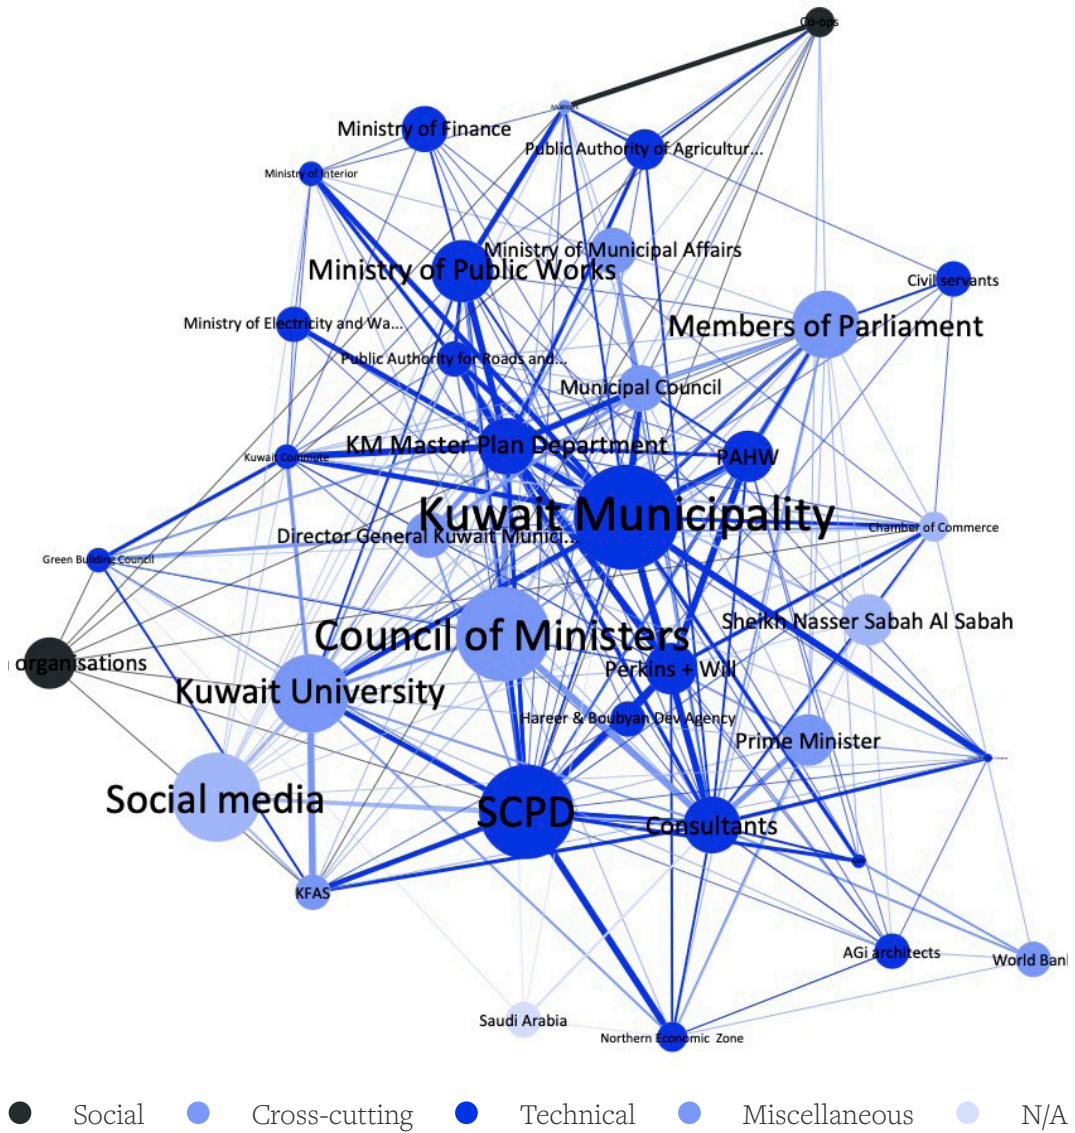 Co-ops
Ministry of Finance
Public Authority of Agricultur...
Ministry of Interior
Ministry of Municipal Affairs
Ministry of Public Works
Civil servants
Ministry of Electricity and Wa...
Members of Parliament
Public Authority for Roads and...
Municipal Council
KM Master Plan Department
PAHW
Kuwait Commute
Kuwait Municipality
Chamber of Commerce
Director General Kuwait Munici...
Green Building Council
Sheikh Nasser Sabah Al Sabah
Council of Ministers
organisations
Perkins + Will
Kuwait University
Hareer & Boubyan Dev Agency
Prime Minister
Social media
SCPD
Consultants
KFAS
AGi architects
World Ban
Saudi Arabia
Northern Economic Zone
Social Cross-cutting Technical Miscellaneous N/A